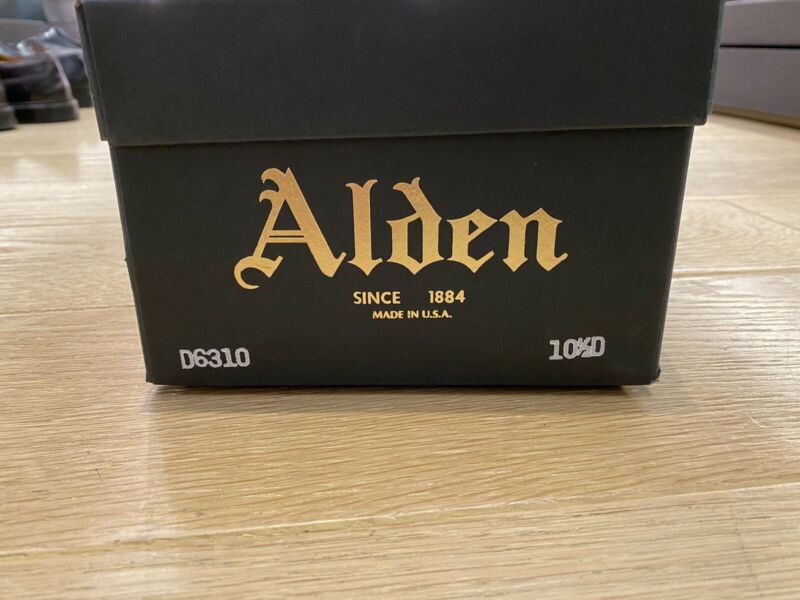 Alden
SINCE 1884
MADE IN U.S.A.
D6310
10½D